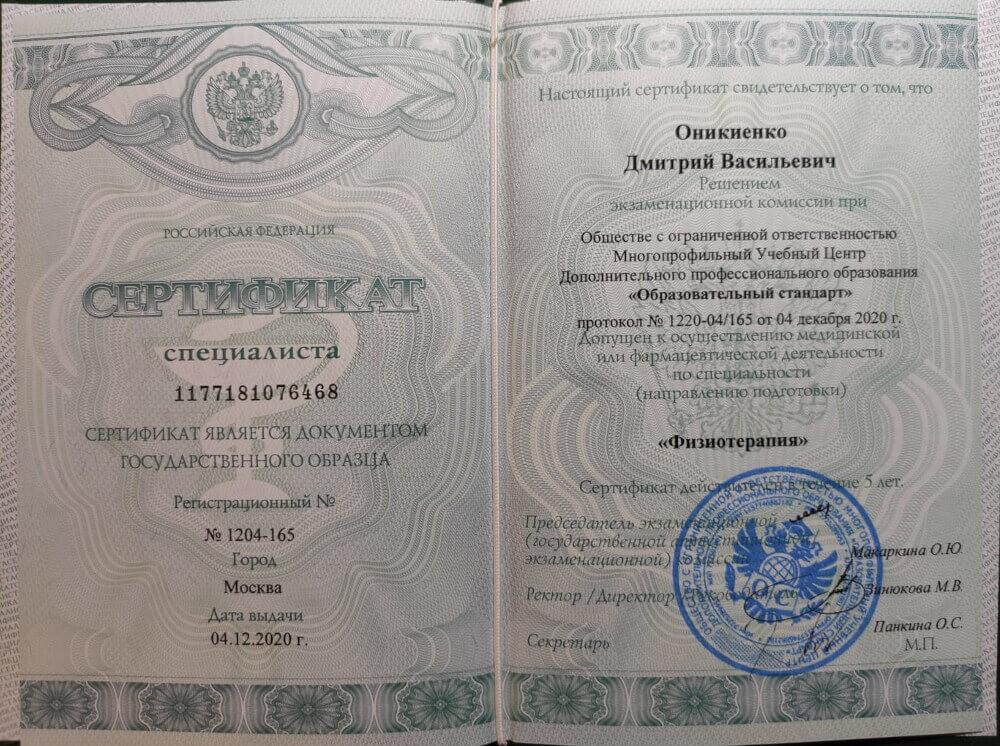 РОССИЙСКАЯ ФЕДЕРАЦИЯ
СЕРТИФИКАТ
специалиста
1177181076468
СЕРТИФИКАТ ЯВЛЯЕТСЯ ДОКУМЕНТОМ
ГОСУДАРСТВЕННОГО ОБРАЗЦА
Регистрационный №
№ 1204-165
Город
Москва
Дата выдачи
04.12.2020 г.
Настоящий сертификат свидетельствует о том, что
Оникиенко
Дмитрий Васильевич
Решением
экзаменационной комиссии при
Обществе с ограниченной ответственностью
Многопрофильный Учебный Центр
Дополнительного профессионального образования
«Образовательный стандарт»
протокол № 1220-04/165 от 04 декабря 2020 г.
Допущен к осуществлению медицинской
или фармацевтической деятельности
по специальности
(направлению подготовки)
«Физиотерапия»
Сертификат действителен в течение 5 лет.
Председатель экзаменационной
(государственной
экзаменационной)
Макаркина О.Ю.
Ректор /Директор /Руководитель
Зинюкова М.В.
Панкина О.С.
Секретарь
М.П.